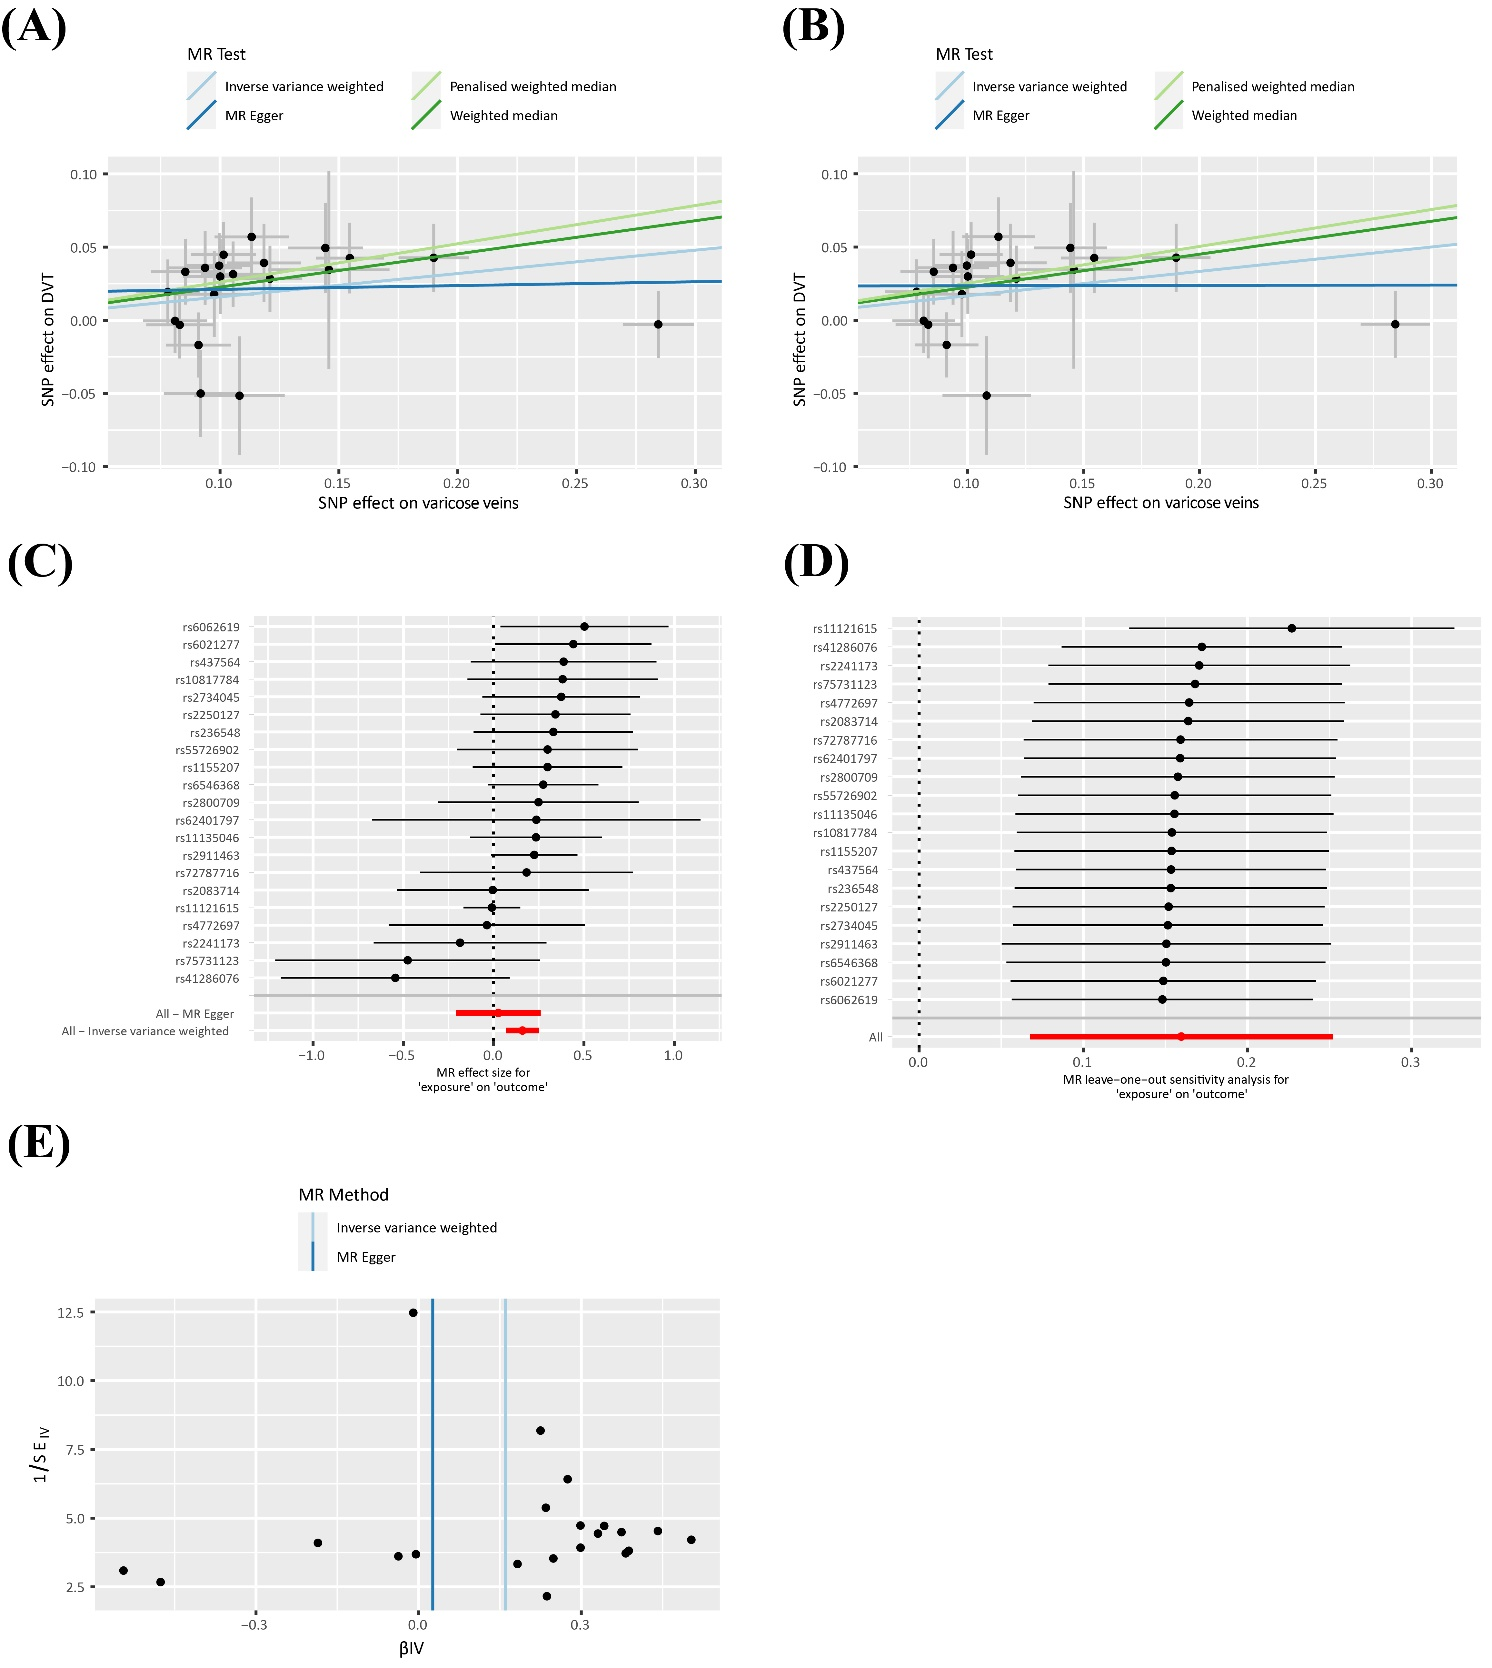 (A)
MR Test
Inverse variance weighted
Penalised weighted median
MR Egger
Weighted median
SNP effect on DVT
0.10
0.05
0.00
−0.05
−0.10
0.10
0.15
0.20
0.25
0.30
SNP effect on varicose veins
(B)
MR Test
Inverse variance weighted
Penalised weighted median
MR Egger
Weighted median
SNP effect on DVT
0.10
0.05
0.00
−0.05
−0.10
0.10
0.15
0.20
0.25
0.30
SNP effect on varicose veins
(C)
rs6062619
rs6021277
rs437564
rs10817784
rs2734045
rs2250127
rs236548
rs55726902
rs1155207
rs6546368
rs2800709
rs62401797
rs11135046
rs2911463
rs72787716
rs2083714
rs11121615
rs4772697
rs2241173
rs75731123
rs41286076
All − MR Egger
All − Inverse variance weighted
−1.0
−0.5
0.0
0.5
1.0
MR effect size for
'exposure' on 'outcome'
(D)
rs11121615
rs41286076
rs2241173
rs75731123
rs4772697
rs2083714
rs72787716
rs62401797
rs2800709
rs55726902
rs11135046
rs10817784
rs1155207
rs437564
rs236548
rs2250127
rs2734045
rs2911463
rs6546368
rs6021277
rs6062619
All
0.0
0.1
0.2
0.3
MR leave−one−out sensitivity analysis for
'exposure' on 'outcome'
(E)
MR Method
Inverse variance weighted
MR Egger
1/SE IV
12.5
10.0
7.5
5.0
2.5
−0.3
0.0
0.3
βIV